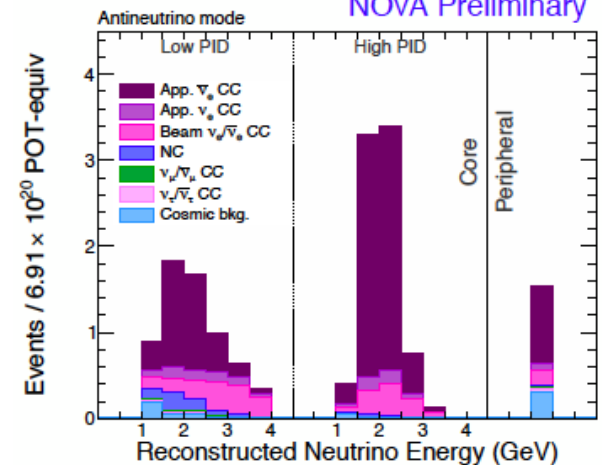 NOvA Preliminary
Antineutrino mode
Low PID
High PID
App. ν̅ₑ CC
App. νₑ CC
Beam νₑ/ν̅ₑ CC
NC
νμ/ν̅μ CC
ντ/ν̅τ CC
Cosmic bkg.
Core
Peripheral
Events / 6.91 × 10²⁰ POT-equiv
4
3
2
1
0
1 2 3 4 1 2 3 4
Reconstructed Neutrino Energy (GeV)